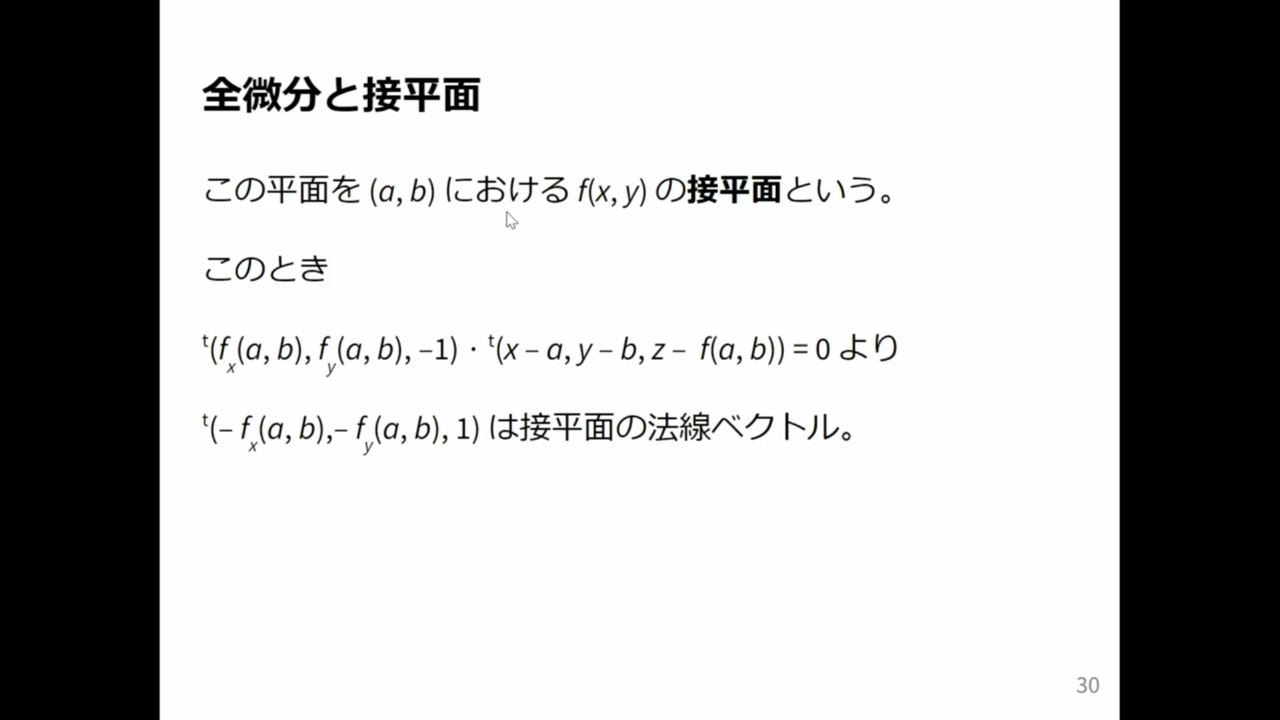 全微分と接平面
この平面を (a, b) における f(x, y) の接平面という。
このとき
ᵗ(fₓ(a, b), f_y(a, b), –1) · ᵗ(x – a, y – b, z – f(a, b)) = 0 より
ᵗ(– fₓ(a, b),– f_y(a, b), 1) は接平面の法線ベクトル。
30